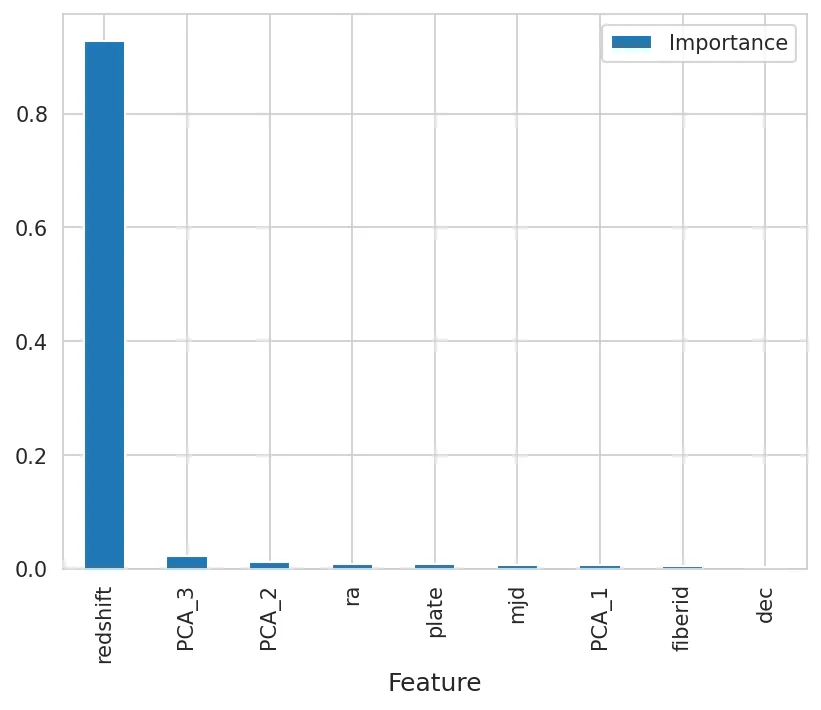 Importance
0.8
0.6
0.4
0.2
0.0
redshift
PCA_3
PCA_2
ra
plate
mjd
PCA_1
fiberid
dec
Feature